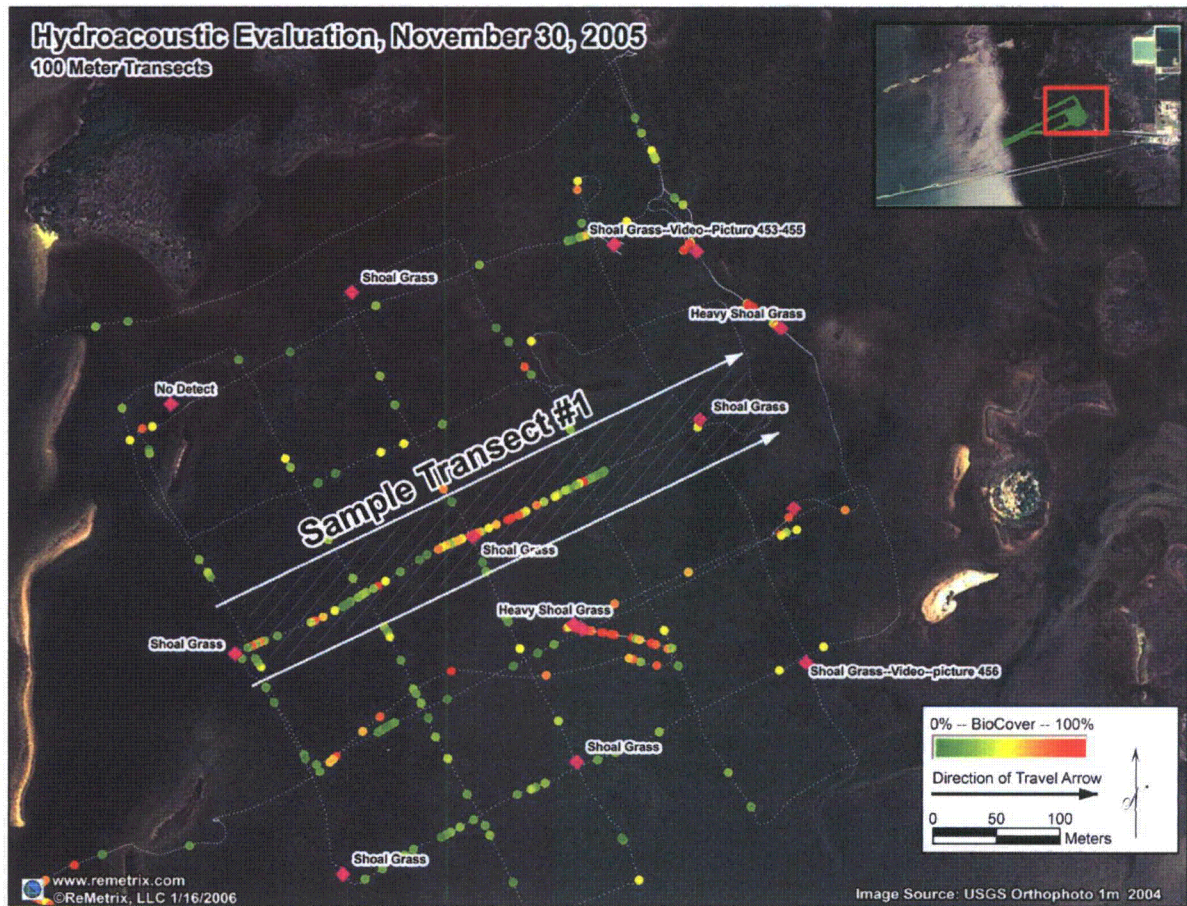 Hydroacoustic Evaluation, November 30, 2005
100 Meter Transects
Shoal Grass--Video--Picture 453-455
Shoal Grass
Heavy Shoal Grass
No Detect
Shoal Grass
Sample Transect #1
Shoal Grass
Heavy Shoal Grass
Shoal Grass
Shoal Grass--Video--picture 456
Shoal Grass
Shoal Grass
0% -- BioCover -- 100%
Direction of Travel Arrow
0 50 100
Meters
www.remetrix.com
©ReMetrix, LLC 1/16/2006
Image Source: USGS Orthophoto 1m 2004